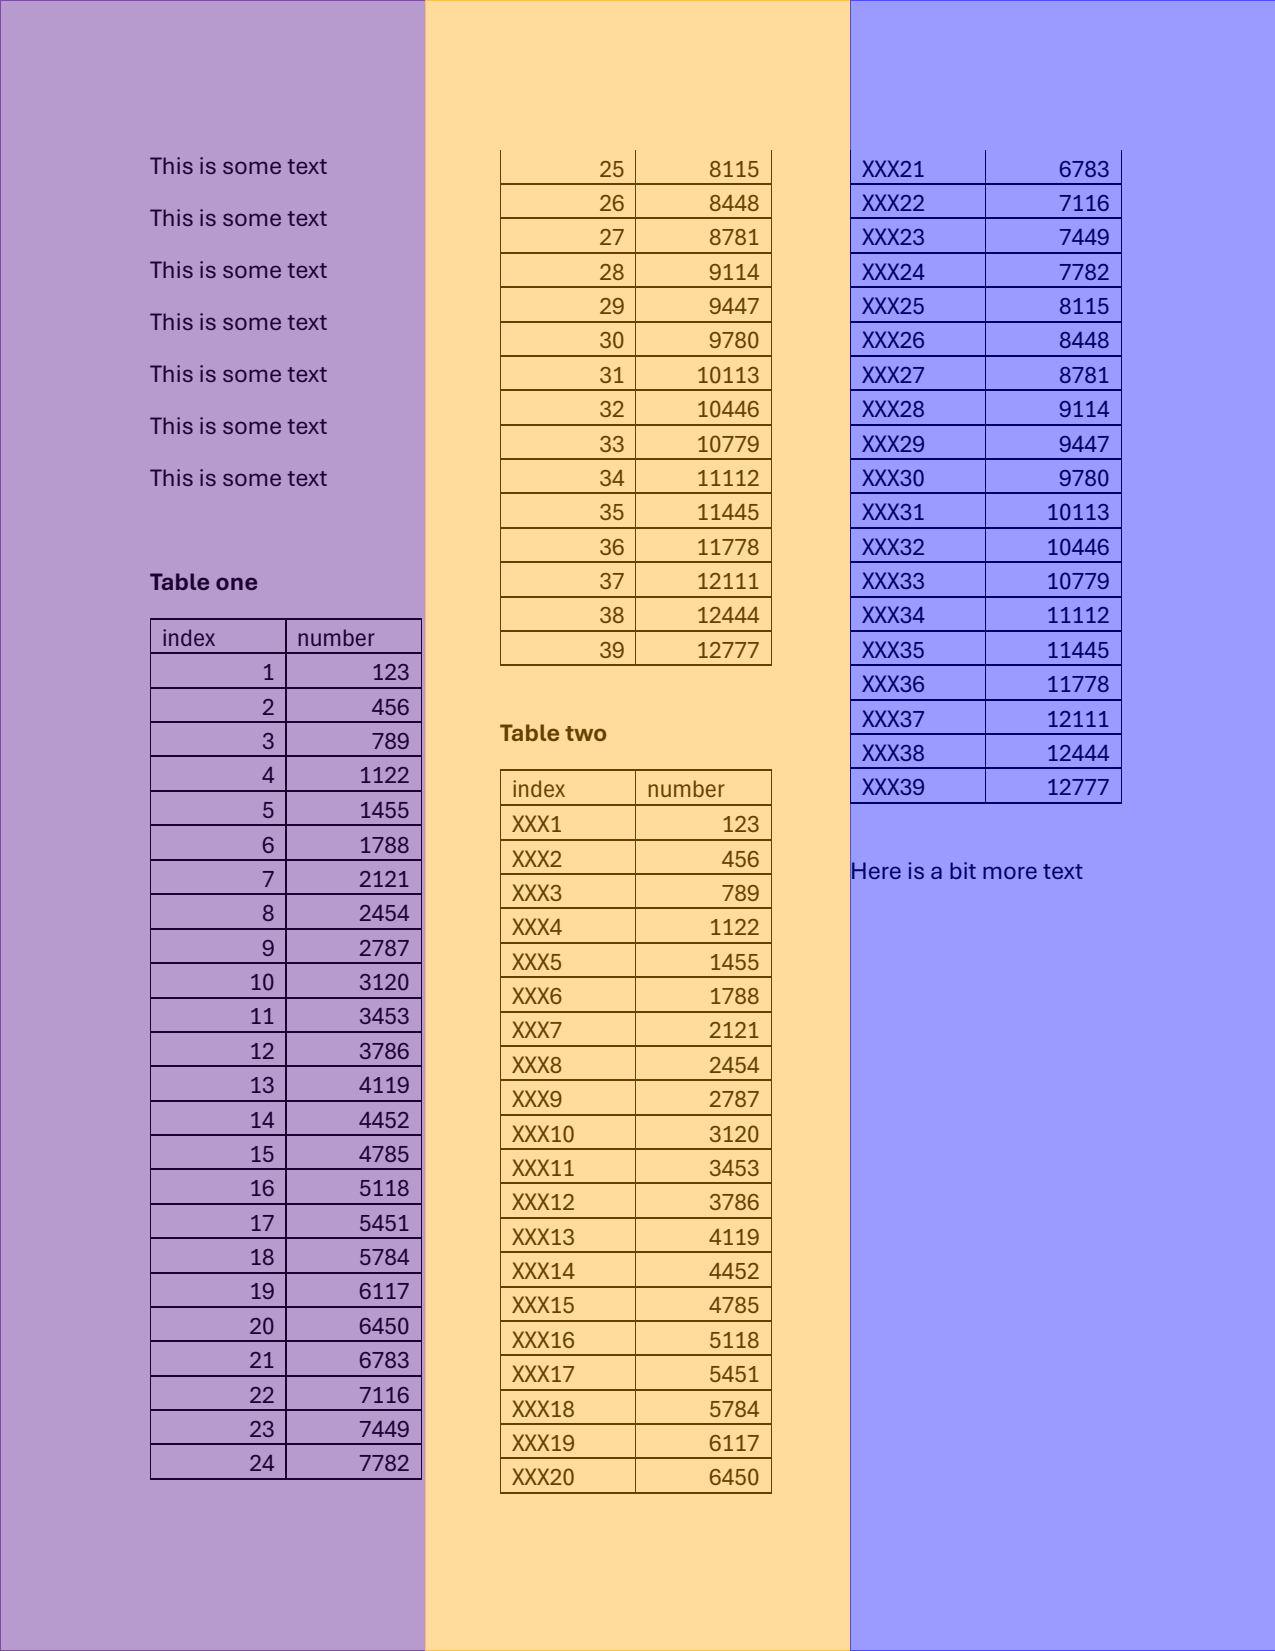 This is some text
This is some text
This is some text
This is some text
This is some text
This is some text
This is some text
Table one
index number
1 123
2 456
3 789
4 1122
5 1455
6 1788
7 2121
8 2454
9 2787
10 3120
11 3453
12 3786
13 4119
14 4452
15 4785
16 5118
17 5451
18 5784
19 6117
20 6450
21 6783
22 7116
23 7449
24 7782
25 8115
26 8448
27 8781
28 9114
29 9447
30 9780
31 10113
32 10446
33 10779
34 11112
35 11445
36 11778
37 12111
38 12444
39 12777
Table two
index number
XXX1 123
XXX2 456
XXX3 789
XXX4 1122
XXX5 1455
XXX6 1788
XXX7 2121
XXX8 2454
XXX9 2787
XXX10 3120
XXX11 3453
XXX12 3786
XXX13 4119
XXX14 4452
XXX15 4785
XXX16 5118
XXX17 5451
XXX18 5784
XXX19 6117
XXX20 6450
XXX21 6783
XXX22 7116
XXX23 7449
XXX24 7782
XXX25 8115
XXX26 8448
XXX27 8781
XXX28 9114
XXX29 9447
XXX30 9780
XXX31 10113
XXX32 10446
XXX33 10779
XXX34 11112
XXX35 11445
XXX36 11778
XXX37 12111
XXX38 12444
XXX39 12777
Here is a bit more text